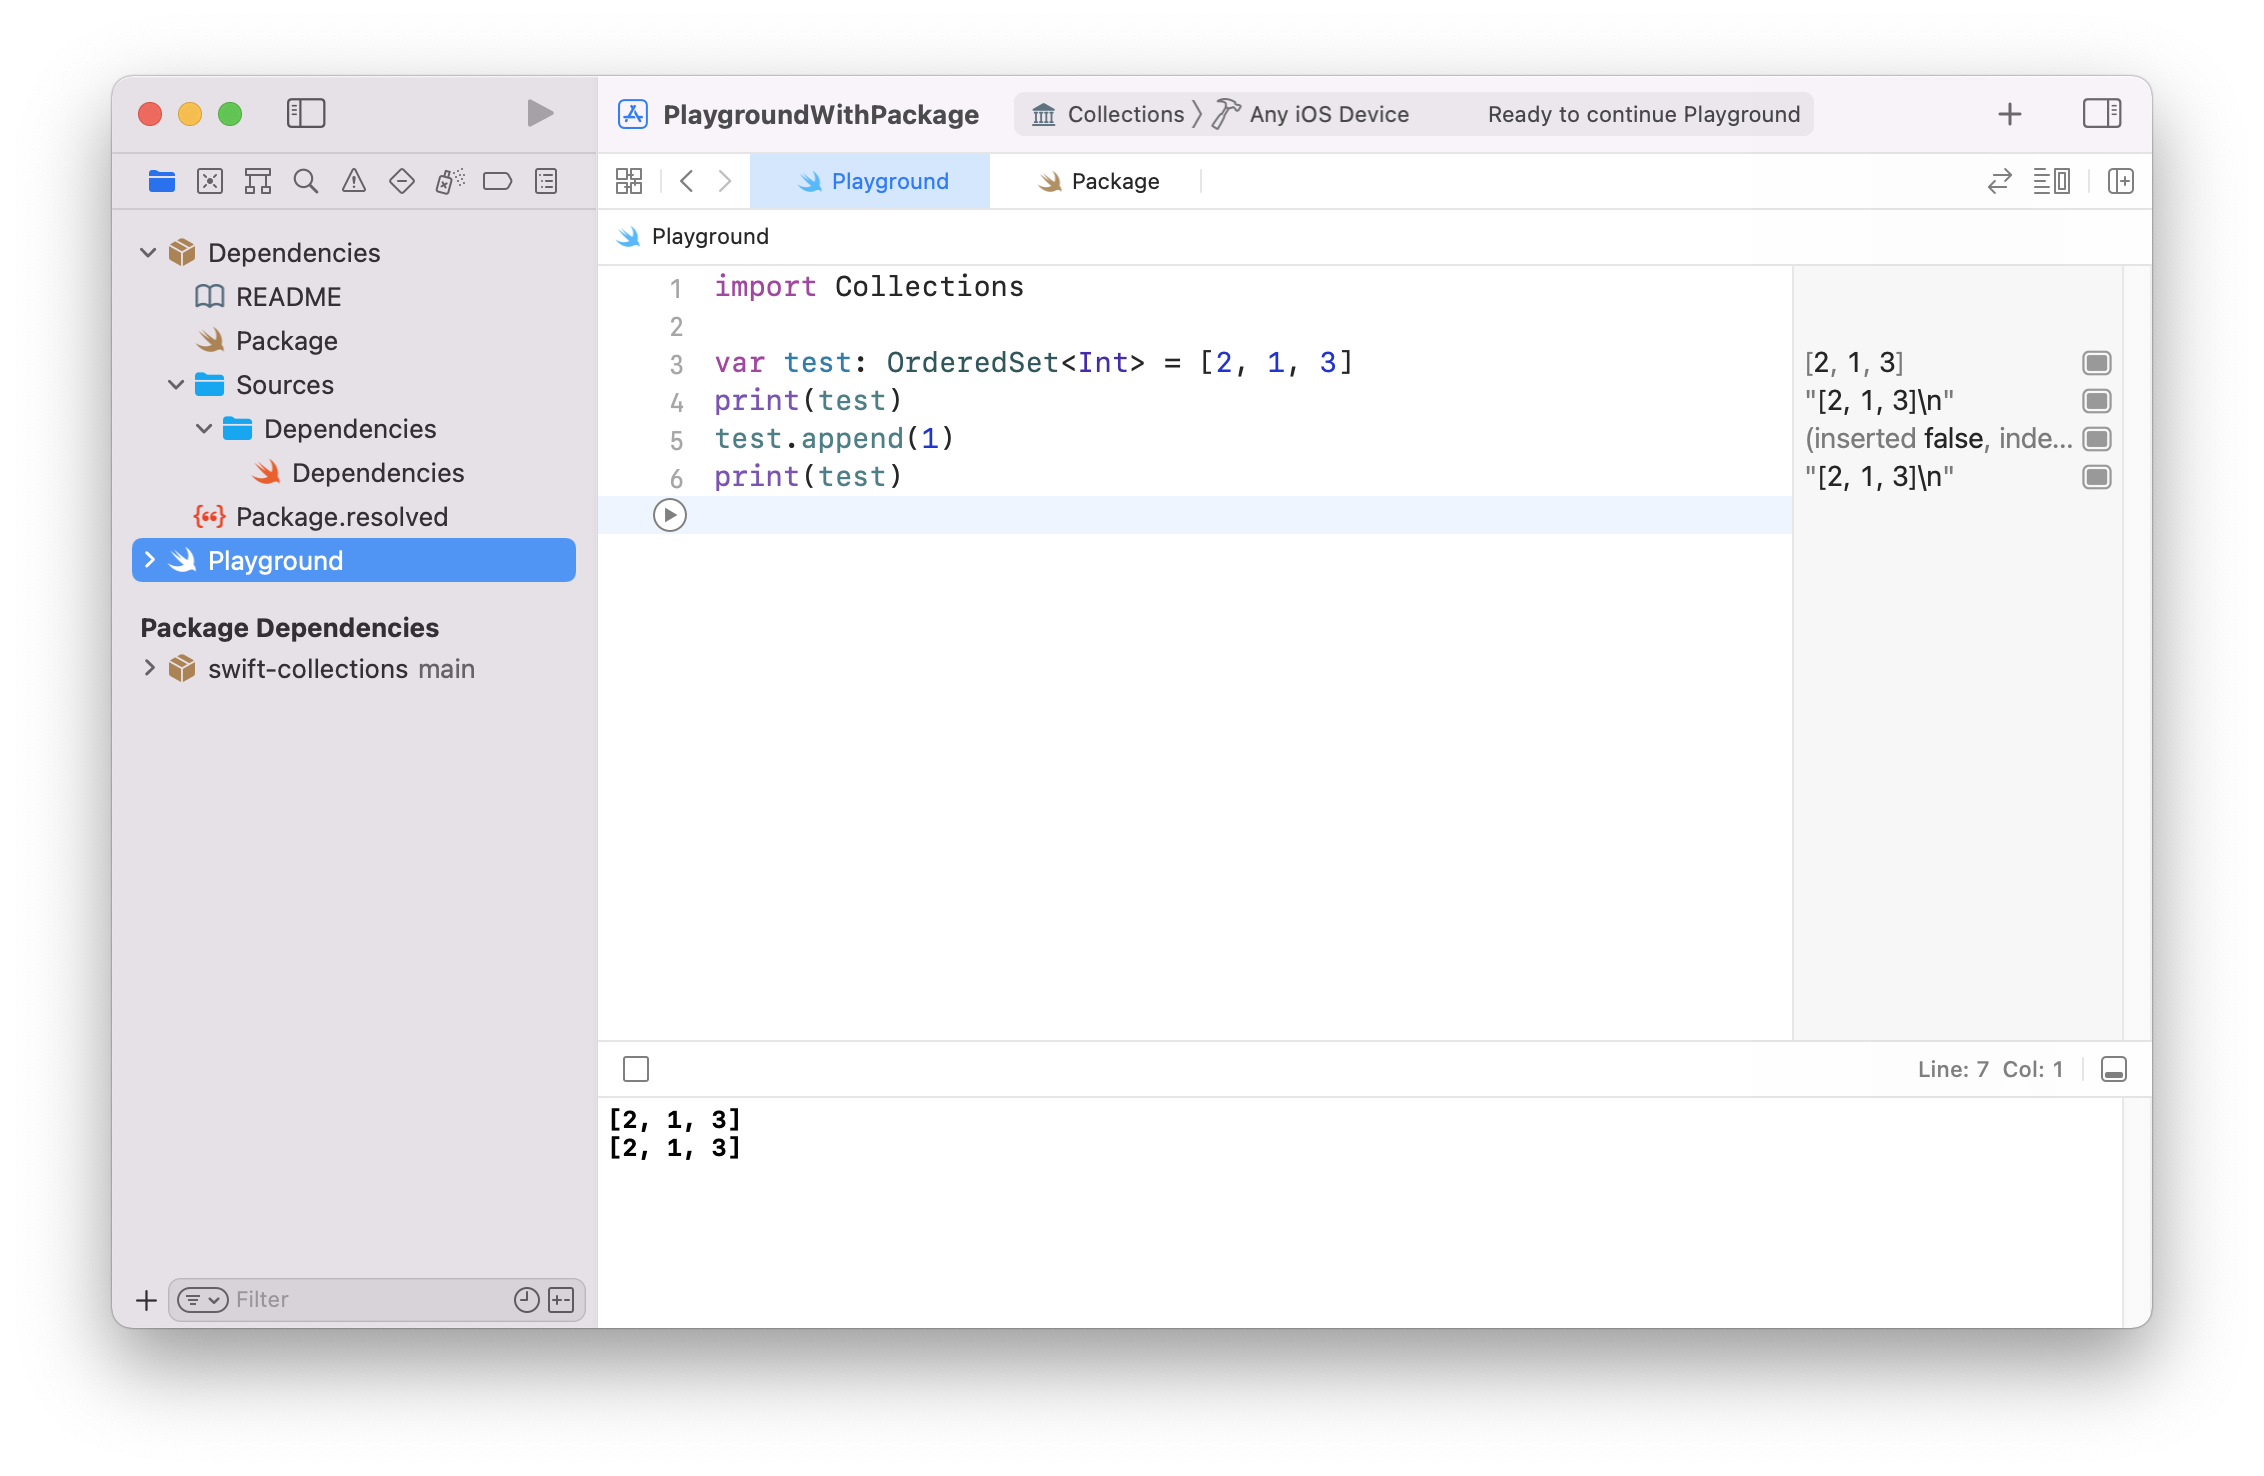 PlaygroundWithPackage
Collections
Any iOS Device
Ready to continue Playground
Playground
Package
Dependencies
README
Package
Sources
Dependencies
Dependencies
Package.resolved
Playground
Package Dependencies
swift-collections main
Filter
Playground
1 import Collections
2
3 var test: OrderedSet<Int> = [2, 1, 3]
4 print(test)
5 test.append(1)
6 print(test)
[2, 1, 3]
"[2, 1, 3]\n"
(inserted false, inde...
"[2, 1, 3]\n"
Line: 7 Col: 1
[2, 1, 3]
[2, 1, 3]